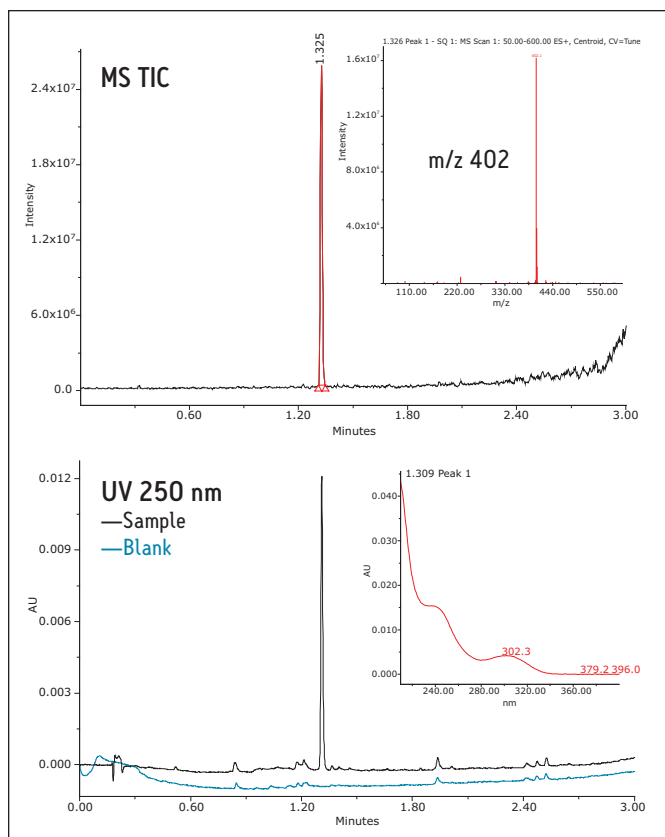 1.326 Peak 1 - SQ 1: MS Scan 1: 50.00-600.00 ES+, Centroid, CV=Tune
MS TIC
1.325
m/z 402
Intensity
2.4x10⁷
1.8x10⁷
1.2x10⁷
6.0x10⁶
0.0
0.60 1.20 1.80 2.40 3.00
Minutes
Intensity
1.6x10⁷
1.2x10⁷
8.0x10⁶
4.0x10⁶
110.00 220.00 330.00 440.00 550.00
m/z
UV 250 nm
—Sample
—Blank
AU
0.012
0.009
0.006
0.003
0.000
0.00 0.60 1.20 1.80 2.40 3.00
Minutes
1.309 Peak 1
AU
0.040
0.030
0.020
0.010
0.000
302.3
379.2 396.0
240.00 280.00 320.00 360.00
nm